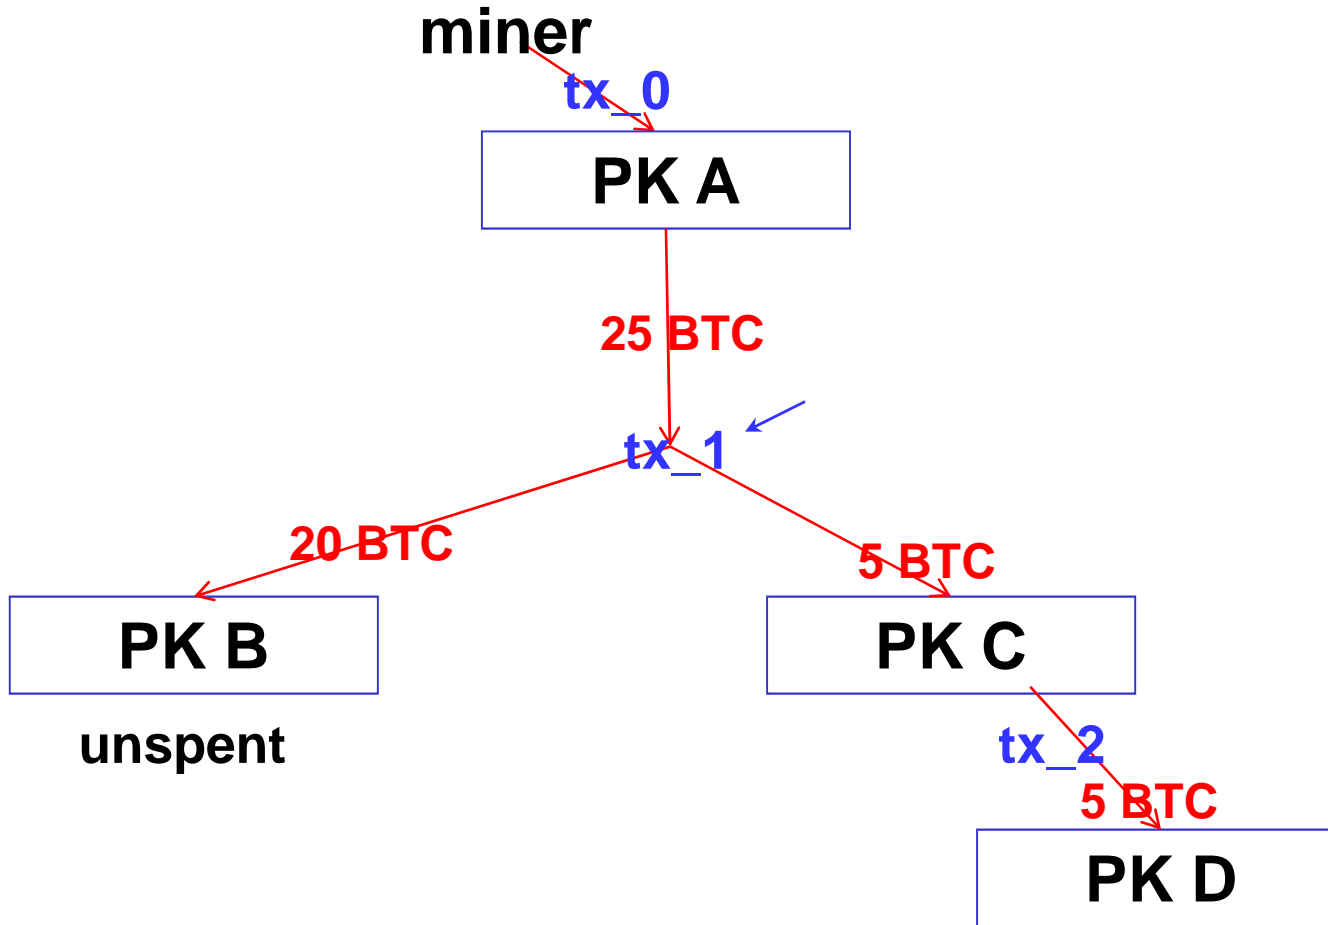 miner
tx_0
PK A
25 BTC
tx_1
20 BTC
5 BTC
PK B
PK C
unspent
tx_2
5 BTC
PK D